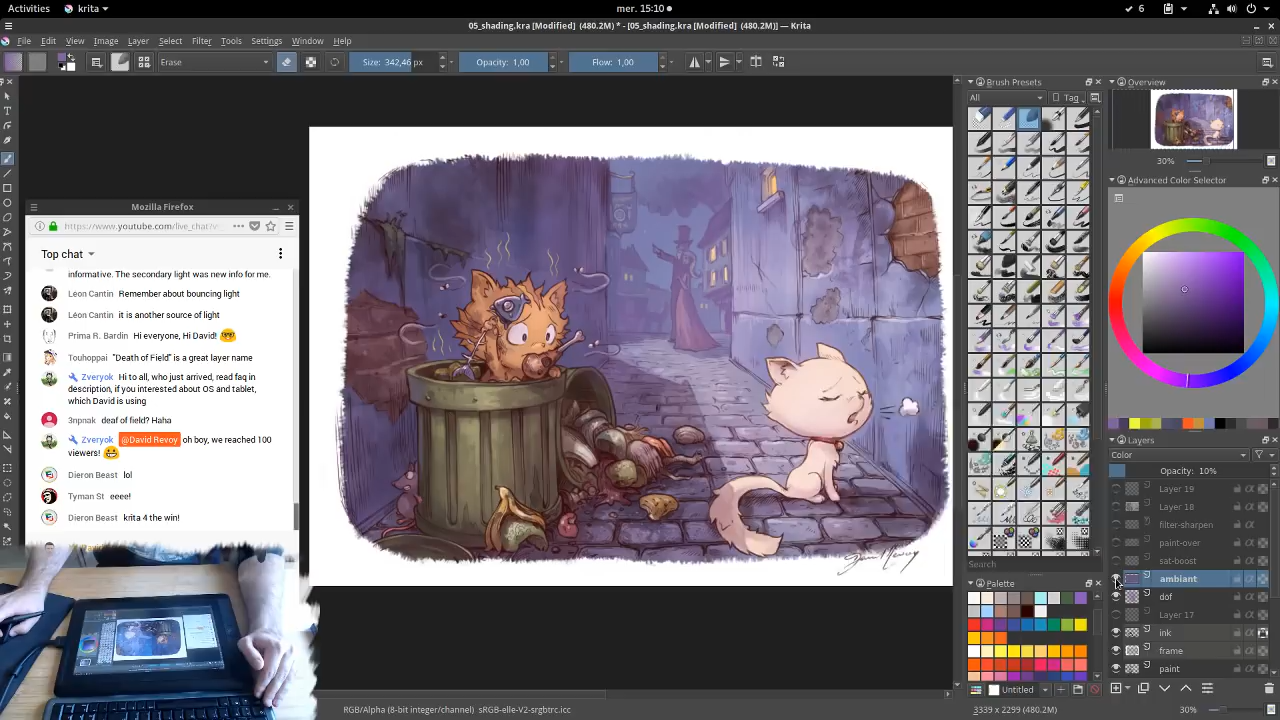 Activities
krita
mer. 15:10
6
05_shading.kra [Modified] (480.2M) * - [05_shading.kra [Modified] (480.2M)] — Krita
File Edit View Image Layer Select Filter Tools Settings Window Help
Erase
Size: 342,46 px
Opacity: 1,00
Flow: 1,00
Mozilla Firefox
https://www.youtube.com/live_chat?v
Top chat
informative. The secondary light was new info for me.
Léon Cantin Remember about bouncing light
Léon Cantin it is another source of light
Prima R. Bardin Hi everyone, Hi David!
Touhoppai "Death of Field" is a great layer name
Zveryok Hi to all, who just arrived, read faq in
description, if you interested about OS and tablet,
which David is using
3npnak deaf of field? Haha
Zveryok @David Revoy oh boy, we reached 100
viewers!
Dieron Beast lol
Tyman St eeee!
Dieron Beast krita 4 the win!
Brush Presets
All
Tag
Search
Palette
Untitled
Overview
30%
Advanced Color Selector
Layers
Color
Opacity: 10%
Layer 19
Layer 18
filter-sharpen
paint-over
sat-boost
ambiant
dof
Layer 17
ink
frame
paint
RGB/Alpha (8-bit integer/channel) sRGB-elle-V2-srgbtrc.icc
3339 x 2299 (480.2M)
30%